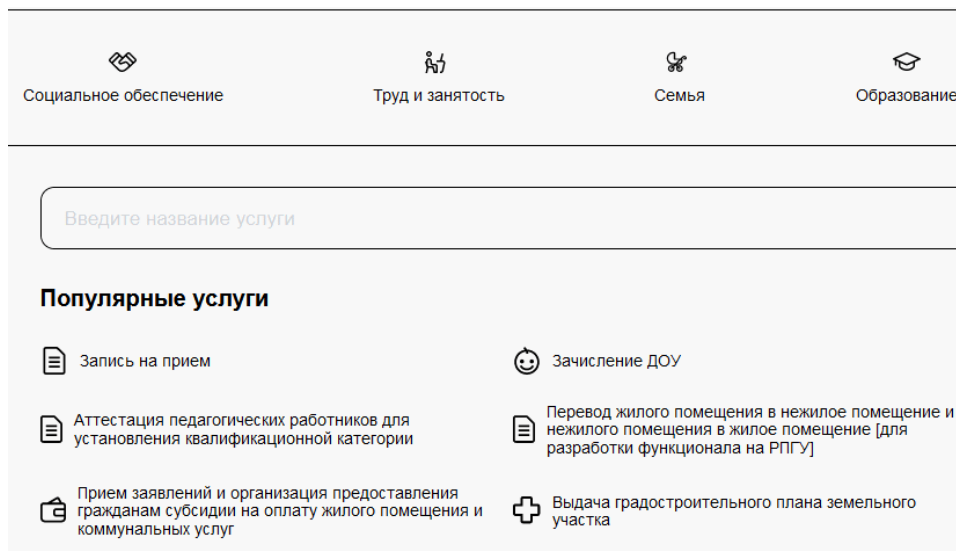 Социальное обеспечение
Труд и занятость
Семья
Образование
Введите название услуги
Популярные услуги
Запись на прием
Зачисление ДОУ
Аттестация педагогических работников для
установления квалификационной категории
Перевод жилого помещения в нежилое помещение и
нежилого помещения в жилое помещение [для
разработки функционала на РПГУ]
Прием заявлений и организация предоставления
гражданам субсидии на оплату жилого помещения и
коммунальных услуг
Выдача градостроительного плана земельного
участка